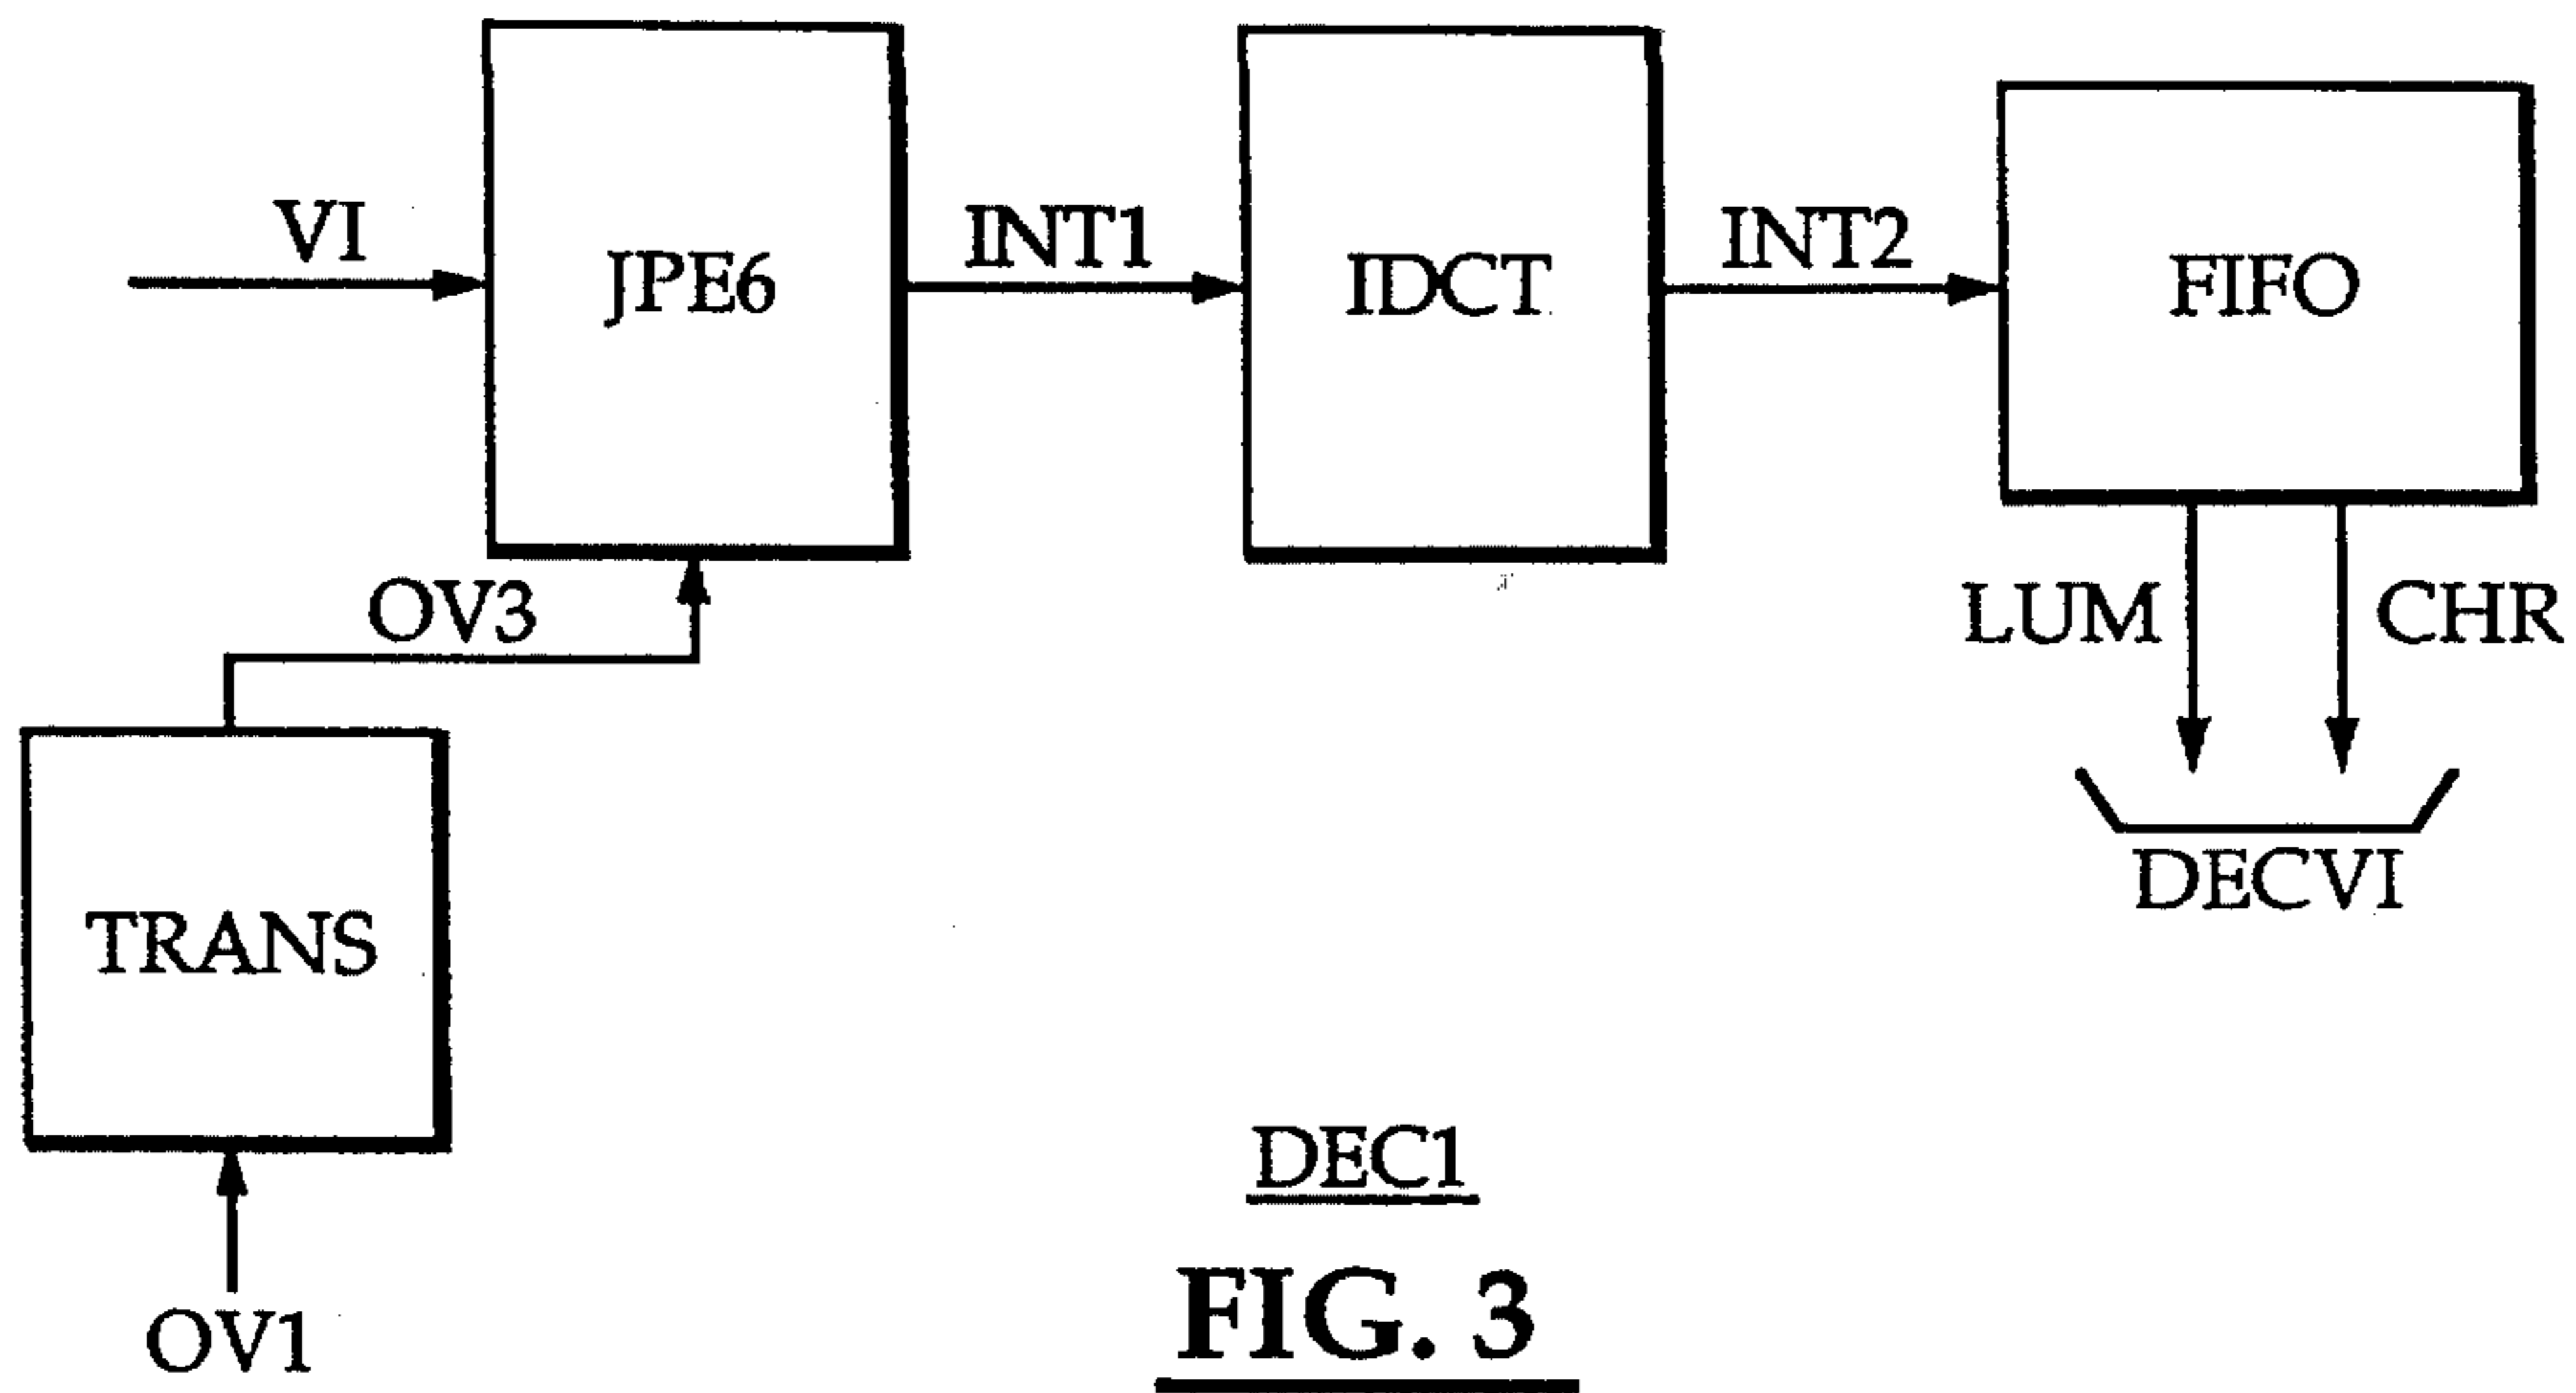 VI
JPE6
INT1
IDCT
INT2
FIFO
OV3
LUM
CHR
TRANS
DECVI
OV1
DEC1
FIG. 3